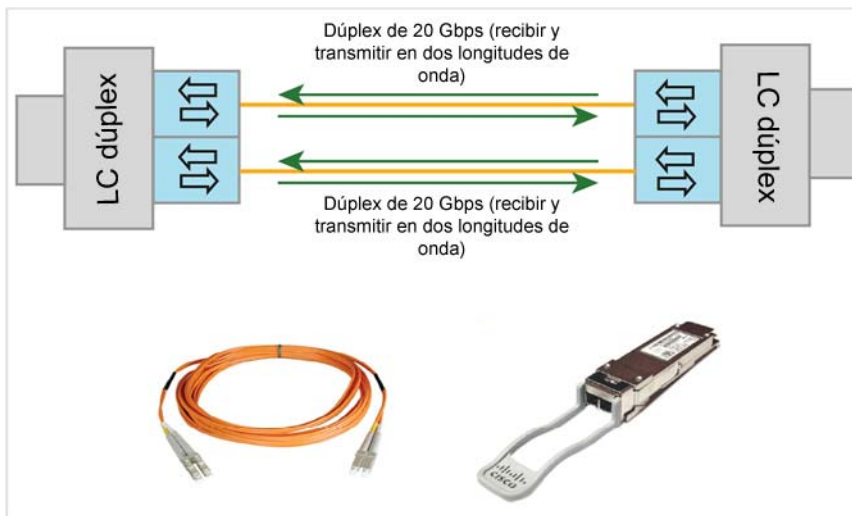 Dúplex de 20 Gbps (recibir y
transmitir en dos longitudes de
onda)
LC dúplex
LC dúplex
Dúplex de 20 Gbps (recibir y
transmitir en dos longitudes de
onda)
CISCO